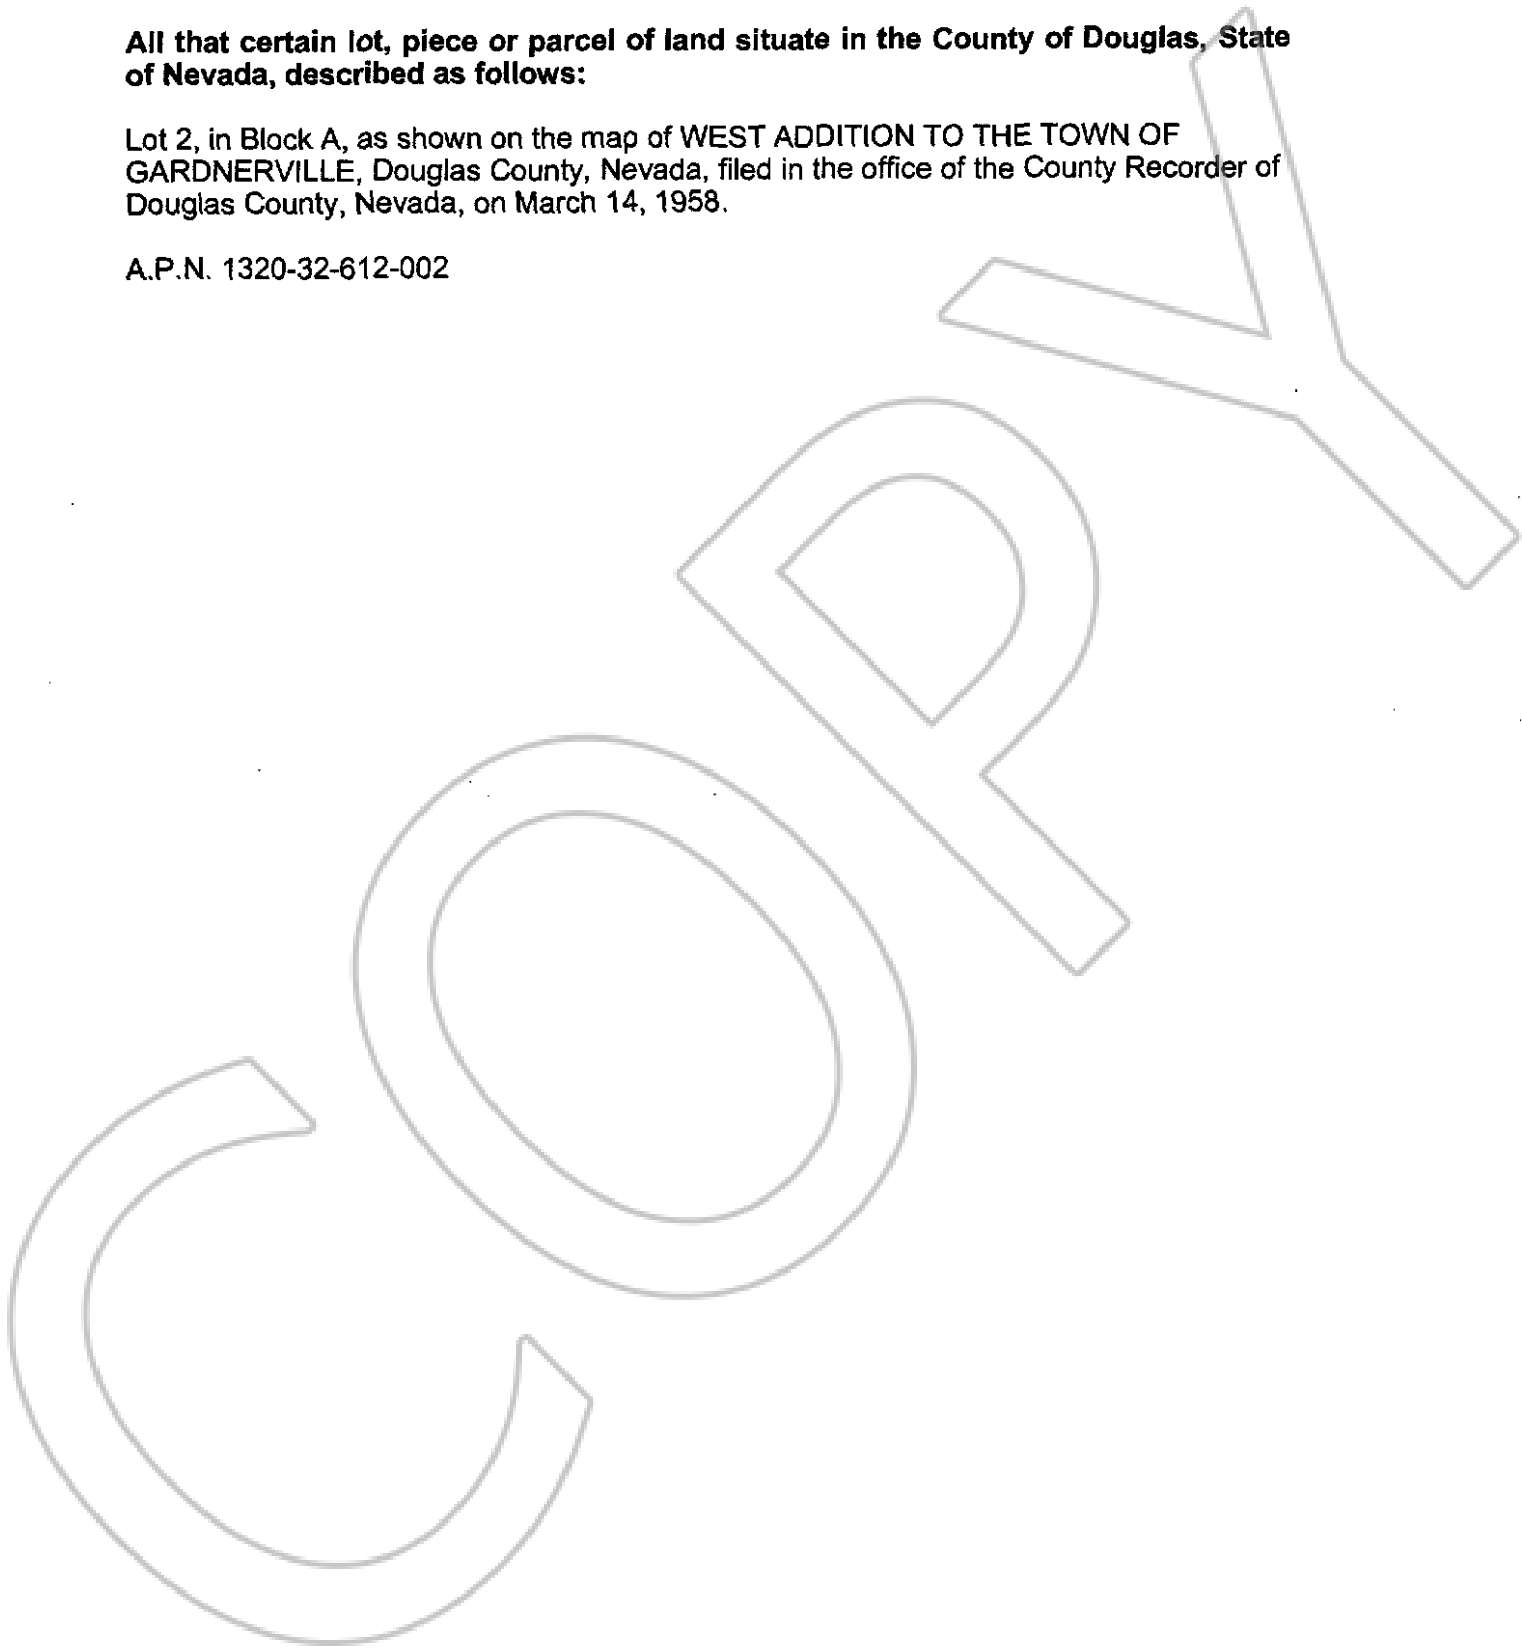 All that certain lot, piece or parcel of land situate in the County of Douglas, State
of Nevada, described as follows:
Lot 2, in Block A, as shown on the map of WEST ADDITION TO THE TOWN OF
GARDNERVILLE, Douglas County, Nevada, filed in the office of the County Recorder of
Douglas County, Nevada, on March 14, 1958.
A.P.N. 1320-32-612-002
COPY